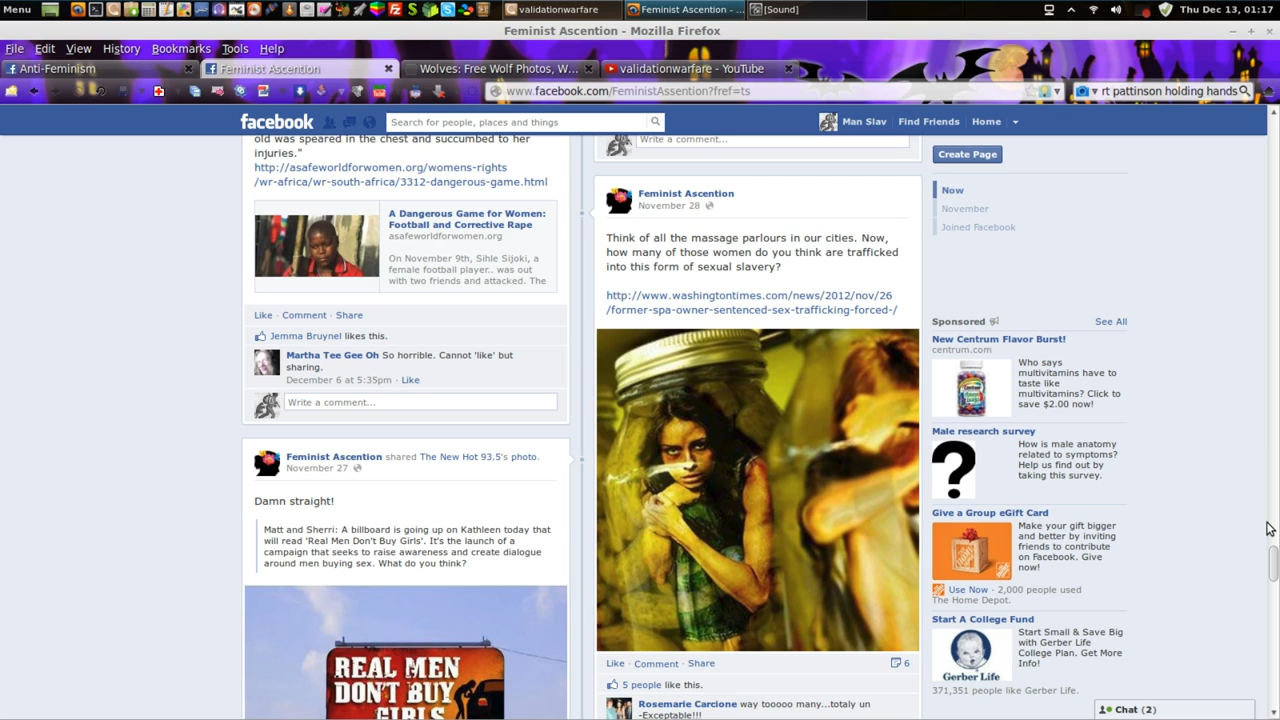 Menu
validationwarfare
Feminist Ascention - ...
[Sound]
Thu Dec 13, 01:17
Feminist Ascention - Mozilla Firefox
File Edit View History Bookmarks Tools Help
Anti-Feminism
Feminist Ascention
Wolves: Free Wolf Photos, W...
validationwarfare - YouTube
www.facebook.com/FeministAssention?fref=ts
rt pattinson holding hands
facebook
Search for people, places and things
Man Slav
Find Friends
Home
old was speared in the chest and succumbed to her
injuries."
http://asafeworldforwomen.org/womens-rights
/wr-africa/wr-south-africa/3312-dangerous-game.html
A Dangerous Game for Women:
Football and Corrective Rape
asafeworldforwomen.org
On November 9th, Sihle Sijoki, a
female football player.. was out
with two friends and attacked. The
Like · Comment · Share
Jemma Bruynel likes this.
Martha Tee Gee Oh So horrible. Cannot 'like' but
sharing.
December 6 at 5:35pm · Like
Write a comment...
Feminist Ascention shared The New Hot 93.5's photo.
November 27
Damn straight!
Matt and Sherri: A billboard is going up on Kathleen today that
will read 'Real Men Don't Buy Girls'. It's the launch of a
campaign that seeks to raise awareness and create dialogue
around men buying sex. What do you think?
REAL MEN
DON'T BUY
GIRLS
Write a comment...
Feminist Ascention
November 28
Think of all the massage parlours in our cities. Now,
how many of those women do you think are trafficked
into this form of sexual slavery?
http://www.washingtontimes.com/news/2012/nov/26
/former-spa-owner-sentenced-sex-trafficking-forced-/
Like · Comment · Share
6
5 people like this.
Rosemarie Carcione way tooooo many...totaly un
-Exceptable!!!
Create Page
Now
November
Joined Facebook
Sponsored
See All
New Centrum Flavor Burst!
centrum.com
Who says
multivitamins have to
taste like
multivitamins? Click to
save $2.00 now!
Male research survey
How is male anatomy
related to symptoms?
Help us find out by
taking this survey.
Give a Group eGift Card
Make your gift bigger
and better by inviting
friends to contribute
on Facebook. Give
now!
Use Now · 2,000 people used
The Home Depot.
Start A College Fund
Start Small & Save Big
with Gerber Life
College Plan. Get More
Info!
Gerber Life
371,351 people like Gerber Life.
Chat (2)